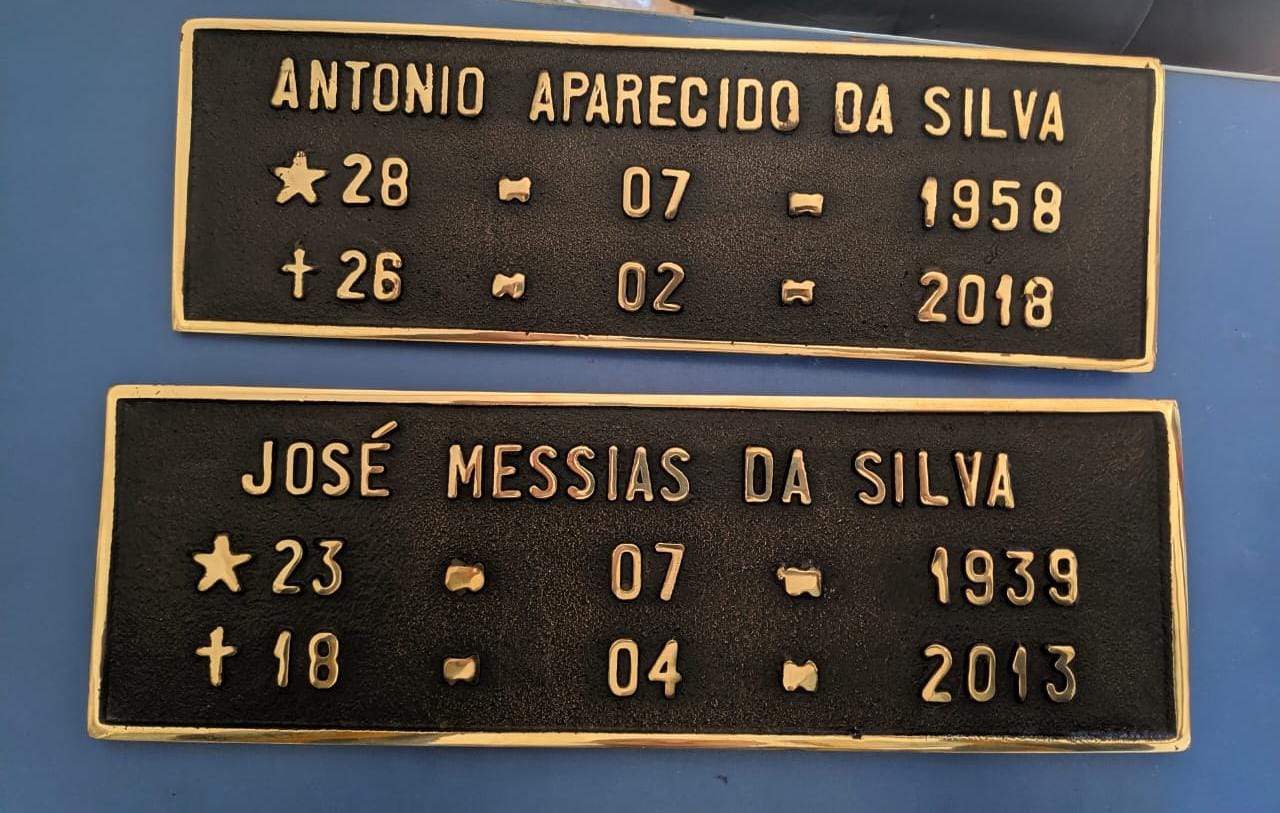 ANTONIO APARECIDO DA SILVA
★ 28 - 07 - 1958
✝ 26 - 02 - 2018
JOSÉ MESSIAS DA SILVA
★ 23 - 07 - 1939
✝ 18 - 04 - 2013